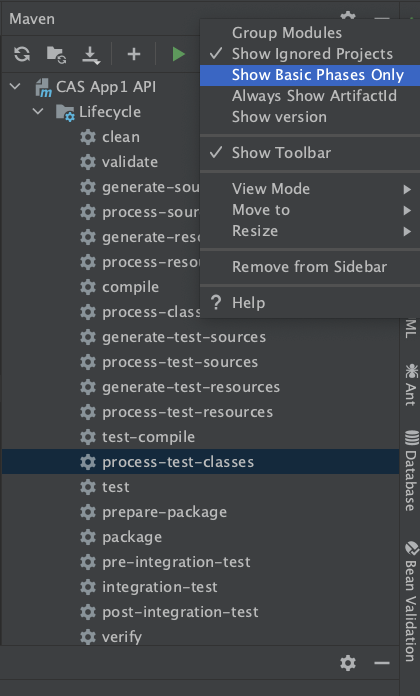 Maven
Group Modules
Show Ignored Projects
Show Basic Phases Only
Always Show ArtifactId
Show version
Show Toolbar
View Mode
Move to
Resize
Remove from Sidebar
? Help
CAS App1 API
Lifecycle
clean
validate
generate-sou
process-sour
generate-reso
process-resou
compile
process-class
generate-test-sources
process-test-sources
generate-test-resources
process-test-resources
test-compile
process-test-classes
test
prepare-package
package
pre-integration-test
integration-test
post-integration-test
verify
ML
Ant
Database
Bean Validation